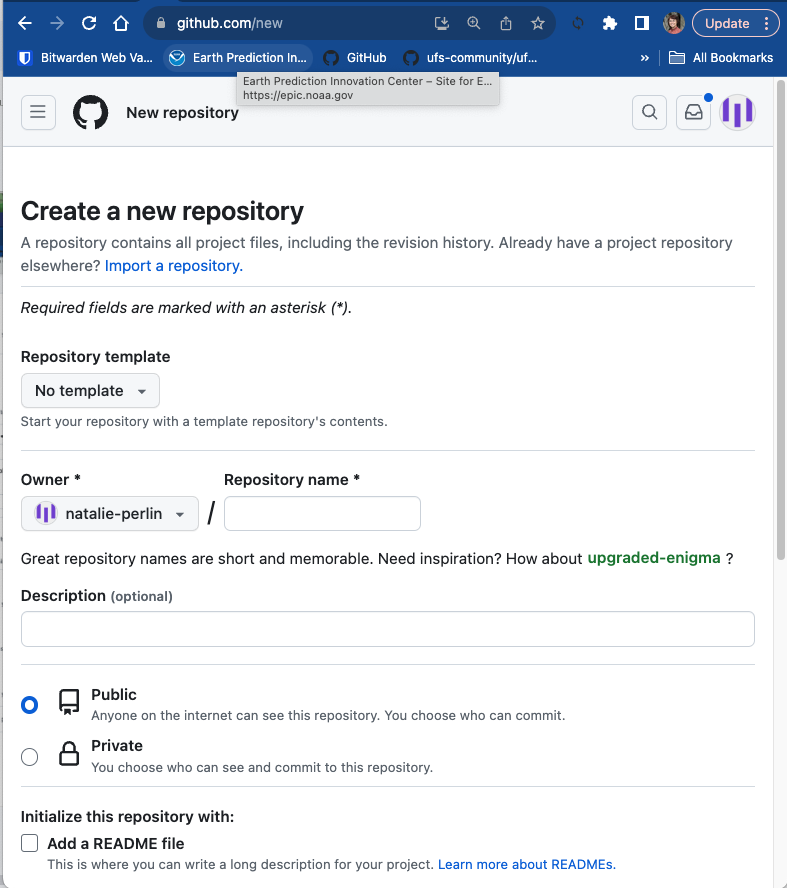 github.com/new
Update
Bitwarden Web Va...
Earth Prediction In...
GitHub
ufs-community/uf...
»
All Bookmarks
Earth Prediction Innovation Center – Site for E...
https://epic.noaa.gov
New repository
Create a new repository
A repository contains all project files, including the revision history. Already have a project repository
elsewhere? Import a repository.
Required fields are marked with an asterisk (*).
Repository template
No template
Start your repository with a template repository's contents.
Owner *
Repository name *
natalie-perlin
/
Great repository names are short and memorable. Need inspiration? How about upgraded-enigma ?
Description (optional)
Public
Anyone on the internet can see this repository. You choose who can commit.
Private
You choose who can see and commit to this repository.
Initialize this repository with:
Add a README file
This is where you can write a long description for your project. Learn more about READMEs.